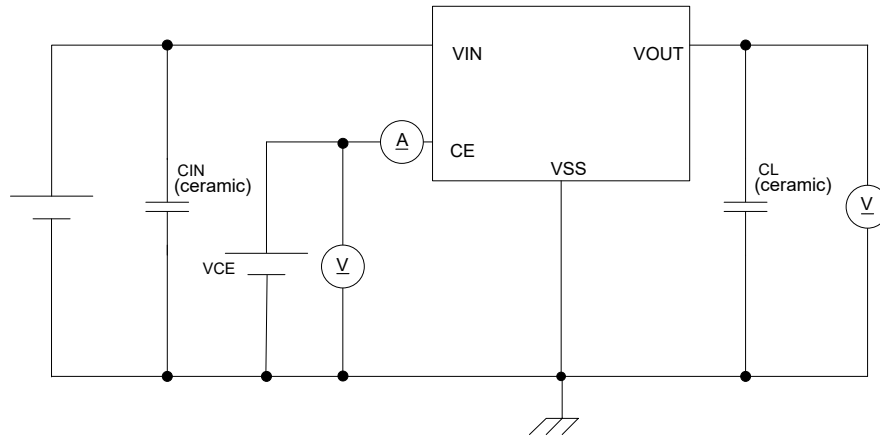 VIN
VOUT
A
CE
VSS
CIN
(ceramic)
CL
(ceramic)
V
VCE
V